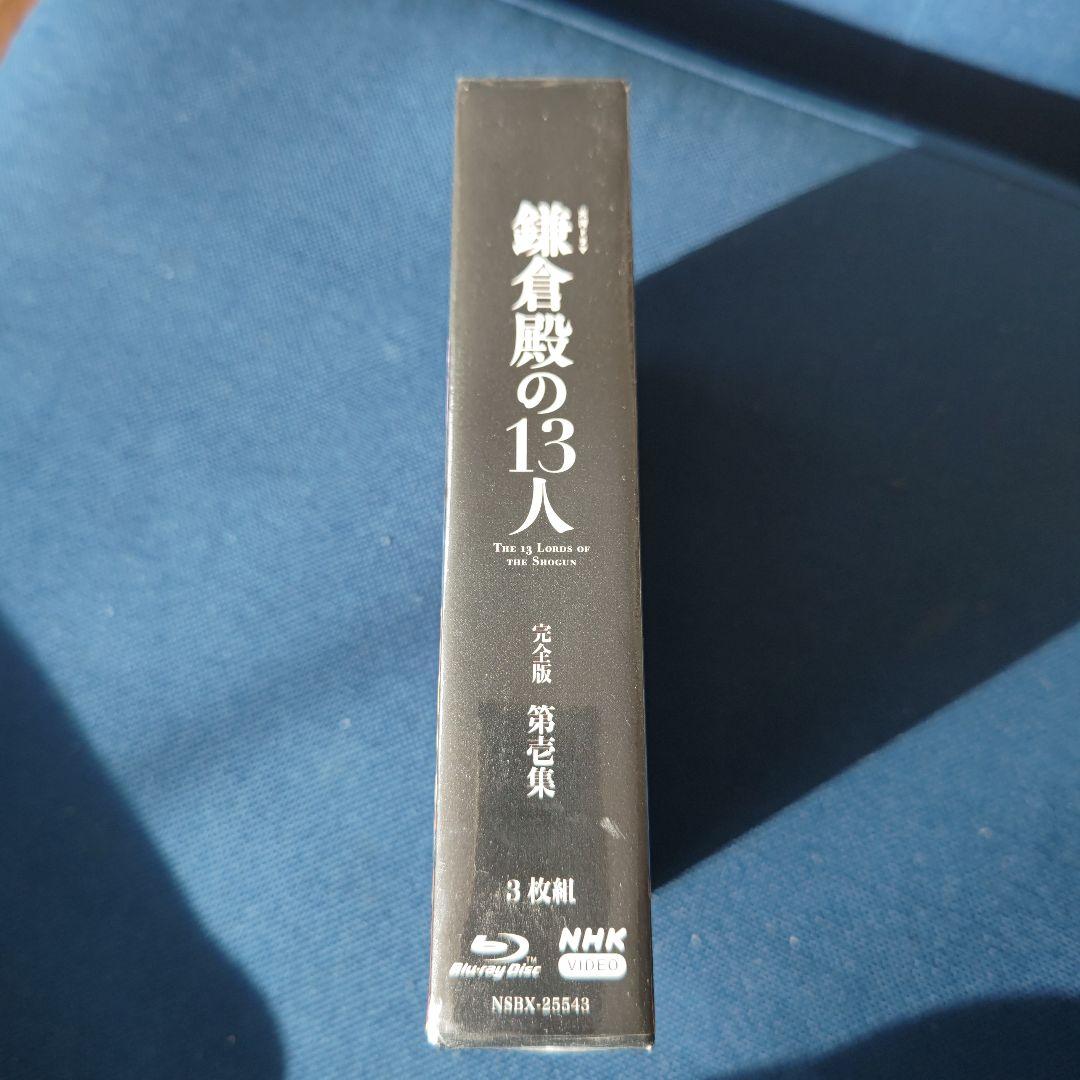 鎌倉殿の13人
THE 13 LORDS OF
THE SHOGUN
完全版 第壱集
3枚組
Blu-ray Disc TM
NHK
VIDEO
NSBX-25543